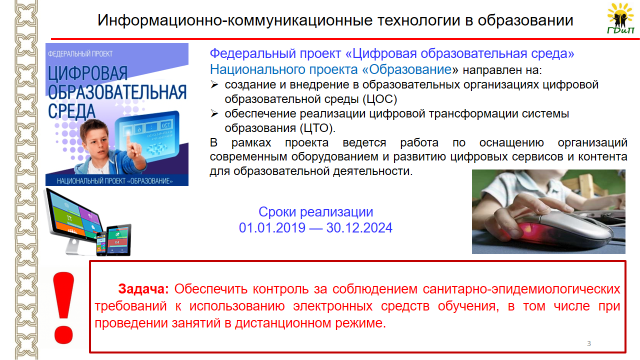 Информационно-коммуникационные технологии в образовании
ГДиП
ФЕДЕРАЛЬНЫЙ ПРОЕКТ
ЦИФРОВАЯ
ОБРАЗОВАТЕЛЬНАЯ
СРЕДА
НАЦИОНАЛЬНЫЙ ПРОЕКТ «ОБРАЗОВАНИЕ»
Федеральный проект «Цифровая образовательная среда»
Национального проекта «Образование» направлен на:
➢ создание и внедрение в образовательных организациях цифровой
образовательной среды (ЦОС)
➢ обеспечение реализации цифровой трансформации системы
образования (ЦТО).
В рамках проекта ведется работа по оснащению организаций
современным оборудованием и развитию цифровых сервисов и контента
для образовательной деятельности.
Сроки реализации
01.01.2019 — 30.12.2024
! Задача: Обеспечить контроль за соблюдением санитарно-эпидемиологических
требований к использованию электронных средств обучения, в том числе при
проведении занятий в дистанционном режиме.
3